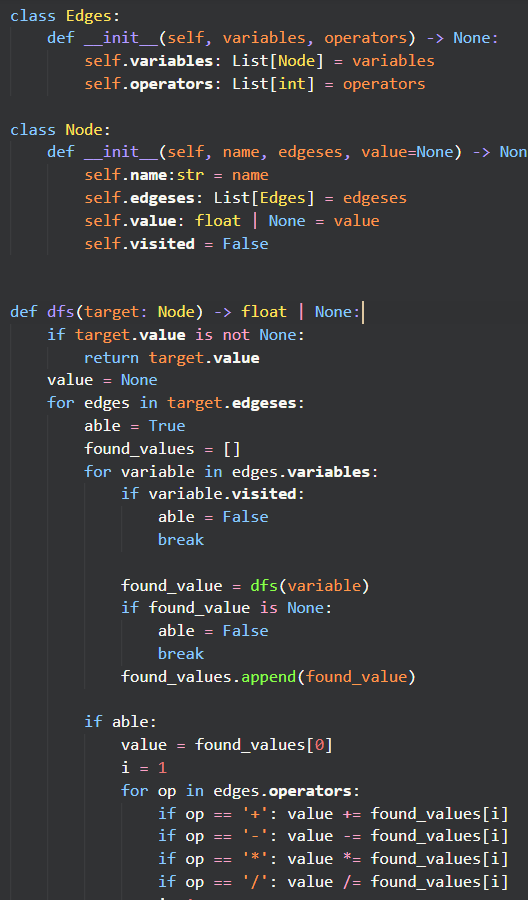 class Edges:
    def __init__(self, variables, operators) -> None:
        self.variables: List[Node] = variables
        self.operators: List[int] = operators
class Node:
    def __init__(self, name, edgeses, value=None) -> Non
        self.name:str = name
        self.edgeses: List[Edges] = edgeses
        self.value: float | None = value
        self.visited = False
def dfs(target: Node) -> float | None:
    if target.value is not None:
        return target.value
    value = None
    for edges in target.edgeses:
        able = True
        found_values = []
        for variable in edges.variables:
            if variable.visited:
                able = False
                break
            found_value = dfs(variable)
            if found_value is None:
                able = False
                break
            found_values.append(found_value)
        if able:
            value = found_values[0]
            i = 1
            for op in edges.operators:
                if op == '+': value += found_values[i]
                if op == '-': value -= found_values[i]
                if op == '*': value *= found_values[i]
                if op == '/': value /= found_values[i]